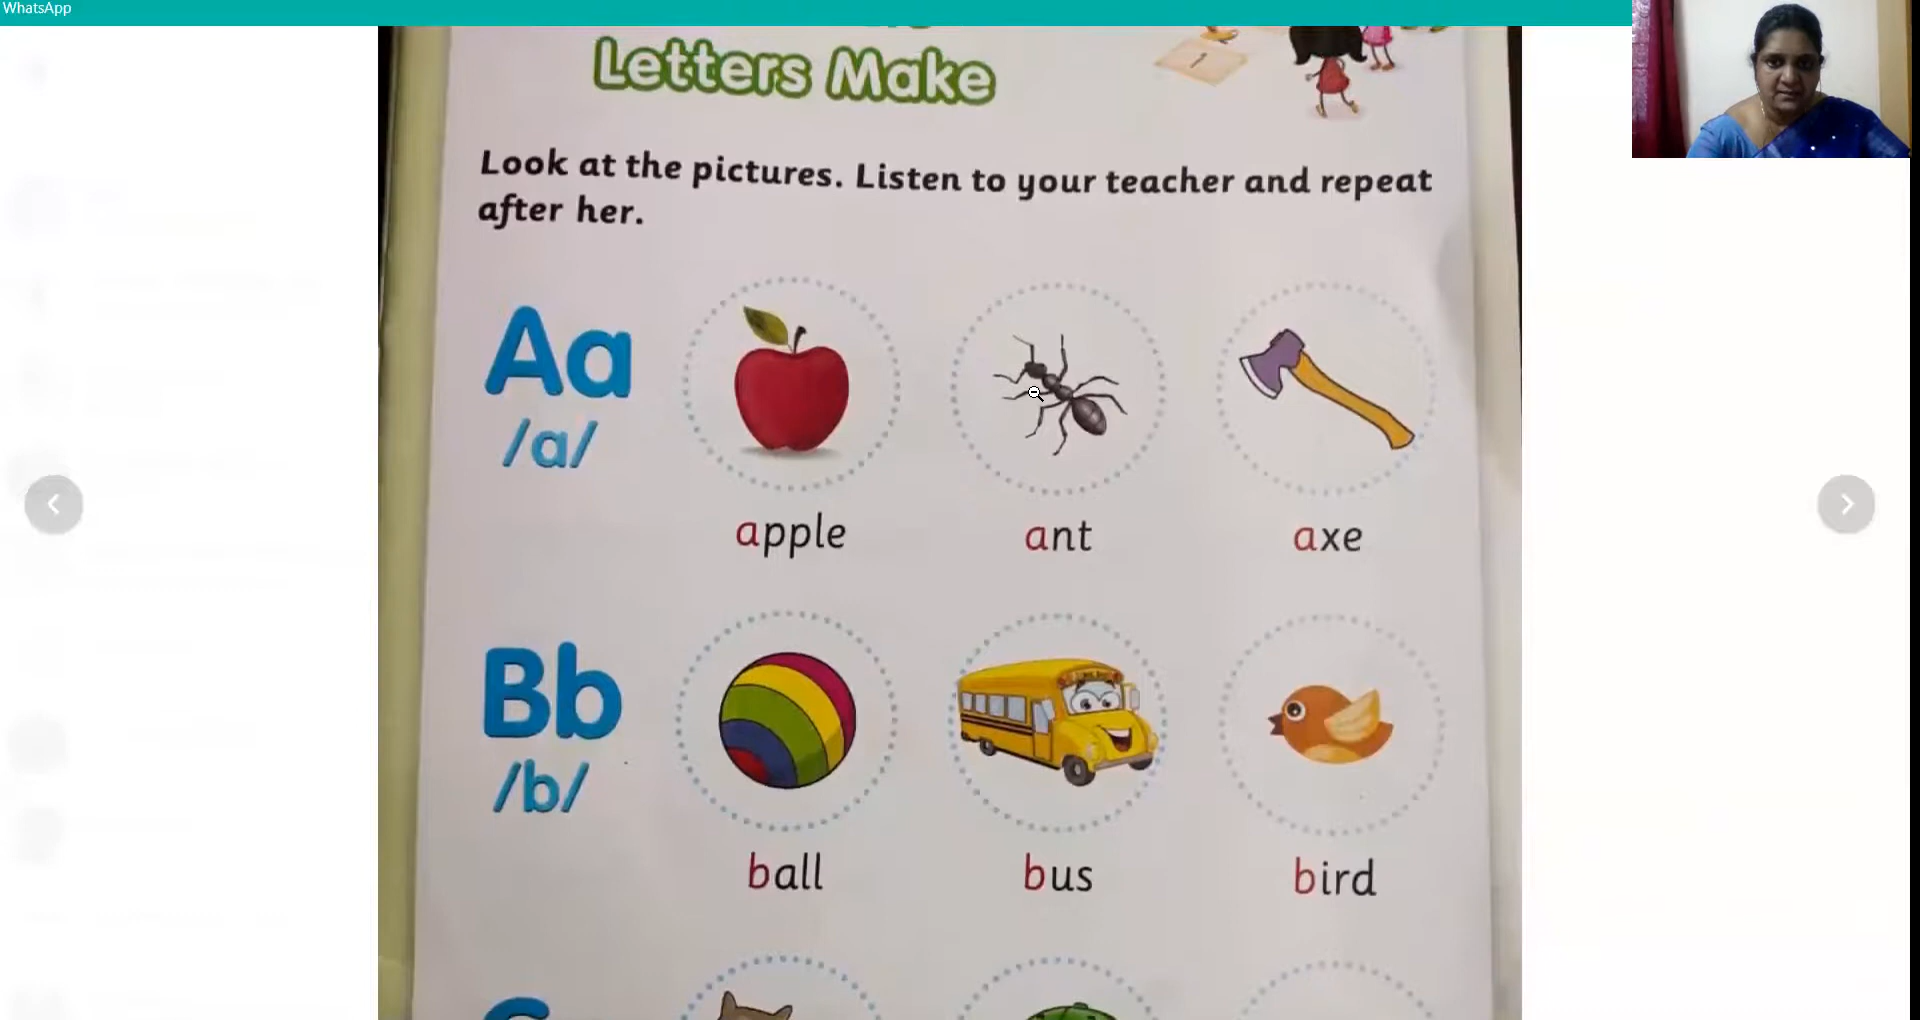 WhatsApp
Letters Make
Look at the pictures. Listen to your teacher and repeat
after her.
Aa
/a/
apple
ant
axe
Bb
/b/
ball
bus
bird